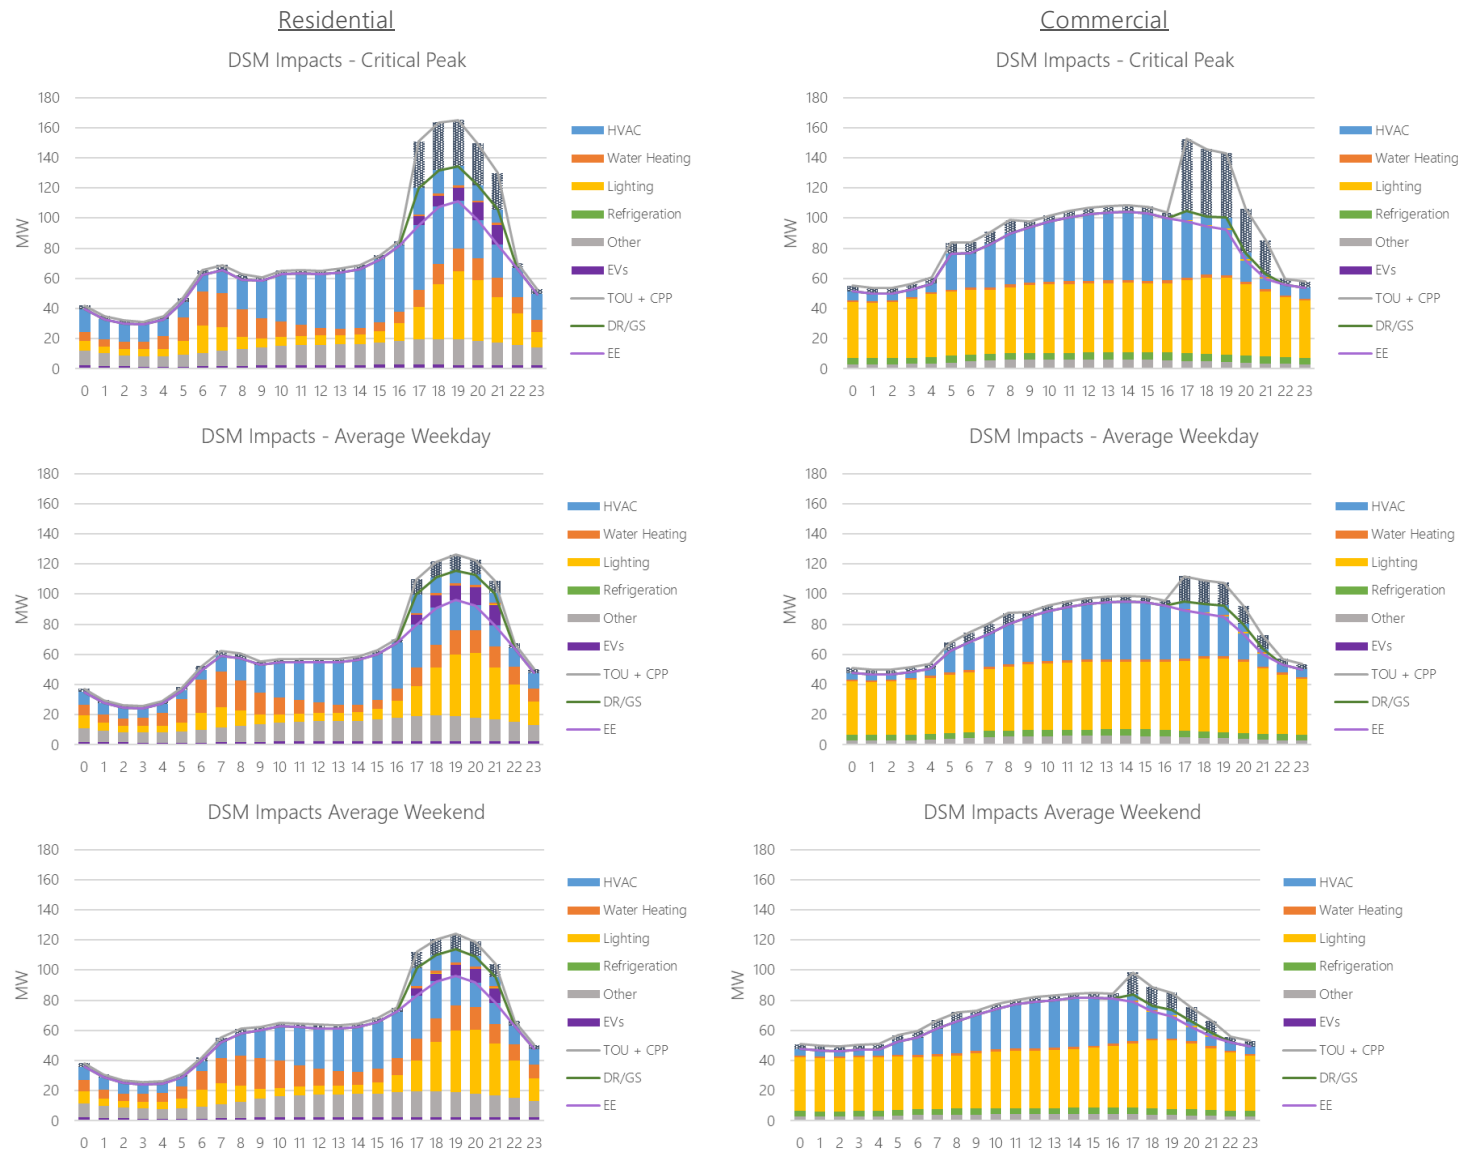 Residential
Commercial
DSM Impacts - Critical Peak
MW
180
160
140
120
100
80
60
40
20
0
0 1 2 3 4 5 6 7 8 9 10 11 12 13 14 15 16 17 18 19 20 21 22 23
HVAC
Water Heating
Lighting
Refrigeration
Other
EVs
TOU + CPP
DR/GS
EE
DSM Impacts - Critical Peak
MW
180
160
140
120
100
80
60
40
20
0
0 1 2 3 4 5 6 7 8 9 10 11 12 13 14 15 16 17 18 19 20 21 22 23
HVAC
Water Heating
Lighting
Refrigeration
Other
EVs
TOU + CPP
DR/GS
EE
DSM Impacts - Average Weekday
MW
180
160
140
120
100
80
60
40
20
0
0 1 2 3 4 5 6 7 8 9 10 11 12 13 14 15 16 17 18 19 20 21 22 23
HVAC
Water Heating
Lighting
Refrigeration
Other
EVs
TOU + CPP
DR/GS
EE
DSM Impacts - Average Weekday
MW
180
160
140
120
100
80
60
40
20
0
0 1 2 3 4 5 6 7 8 9 10 11 12 13 14 15 16 17 18 19 20 21 22 23
HVAC
Water Heating
Lighting
Refrigeration
Other
EVs
TOU + CPP
DR/GS
EE
DSM Impacts Average Weekend
MW
180
160
140
120
100
80
60
40
20
0
0 1 2 3 4 5 6 7 8 9 10 11 12 13 14 15 16 17 18 19 20 21 22 23
HVAC
Water Heating
Lighting
Refrigeration
Other
EVs
TOU + CPP
DR/GS
EE
DSM Impacts Average Weekend
MW
180
160
140
120
100
80
60
40
20
0
0 1 2 3 4 5 6 7 8 9 10 11 12 13 14 15 16 17 18 19 20 21 22 23
HVAC
Water Heating
Lighting
Refrigeration
Other
EVs
TOU + CPP
DR/GS
EE